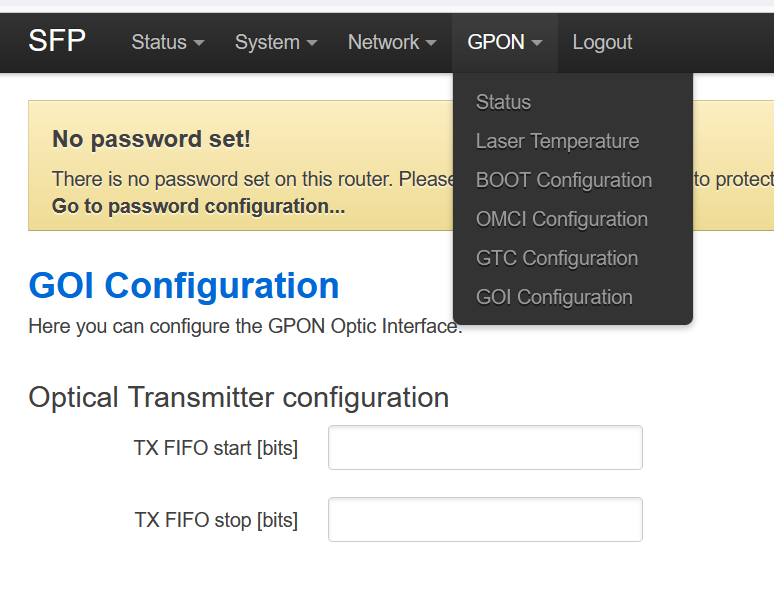 SFP Status System Network GPON Logout
Status
Laser Temperature
BOOT Configuration
OMCI Configuration
GTC Configuration
GOI Configuration
No password set!
There is no password set on this router. Please to protect
Go to password configuration...
GOI Configuration
Here you can configure the GPON Optic Interface.
Optical Transmitter configuration
TX FIFO start [bits]
TX FIFO stop [bits]